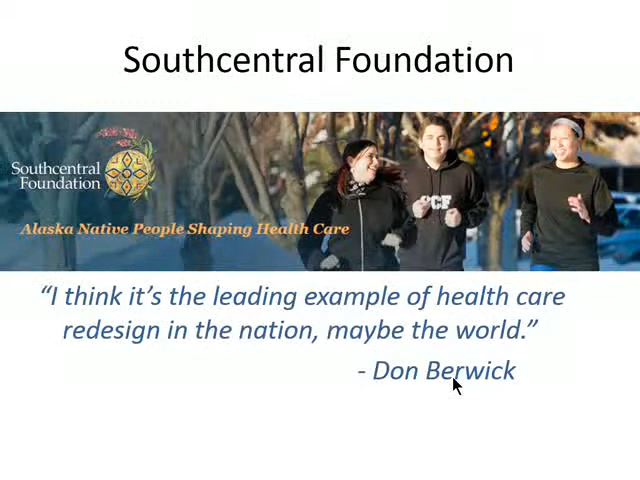 Southcentral Foundation
Southcentral
Foundation
Alaska Native People Shaping Health Care
“I think it’s the leading example of health care
redesign in the nation, maybe the world.”
- Don Berwick